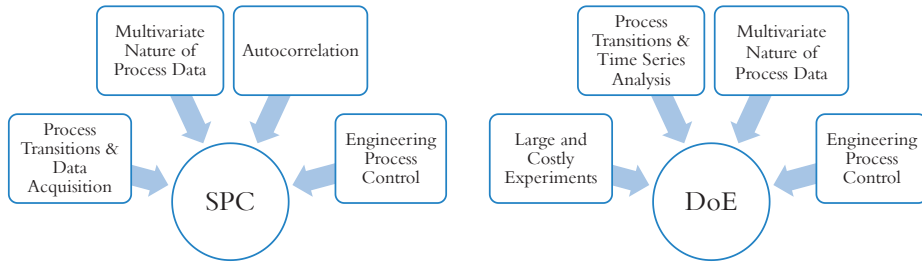 Multivariate
Nature of
Process Data
Autocorrelation
Process
Transitions &
Data
Acquisition
Engineering
Process
Control
SPC
Process
Transitions &
Time Series
Analysis
Multivariate
Nature of
Process Data
Large and
Costly
Experiments
Engineering
Process
Control
DoE